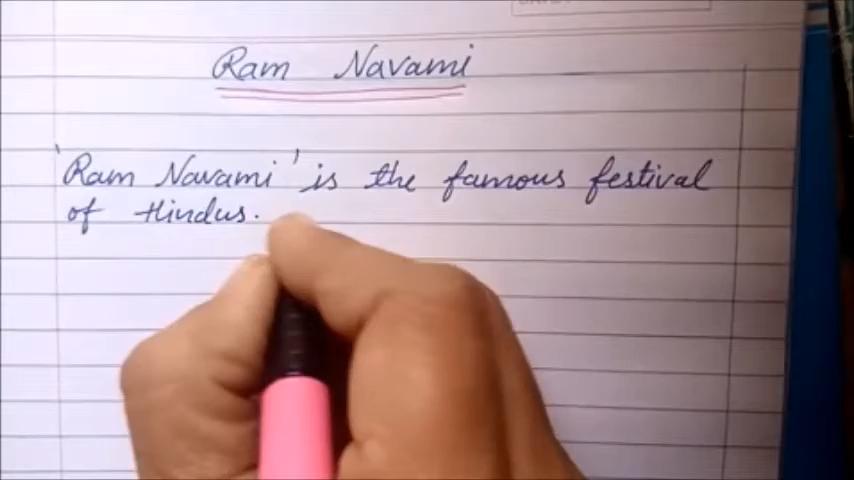 Ram Navami
'Ram Navami' is the famous festival
of Hindus.